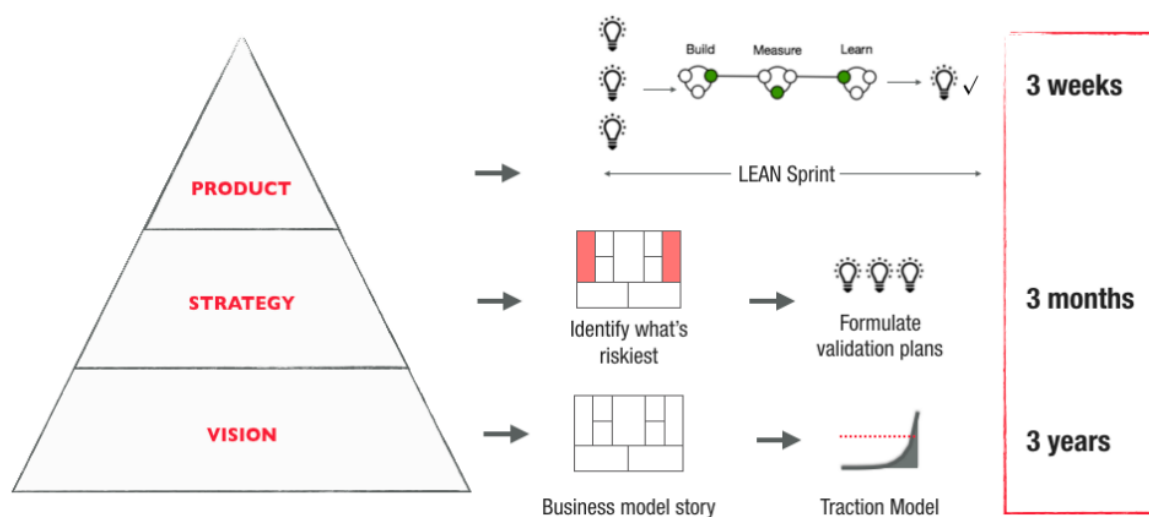 Build Measure Learn
3 weeks
PRODUCT
LEAN Sprint
STRATEGY
Identify what's
riskiest
Formulate
validation plans
3 months
VISION
Business model story
Traction Model
3 years